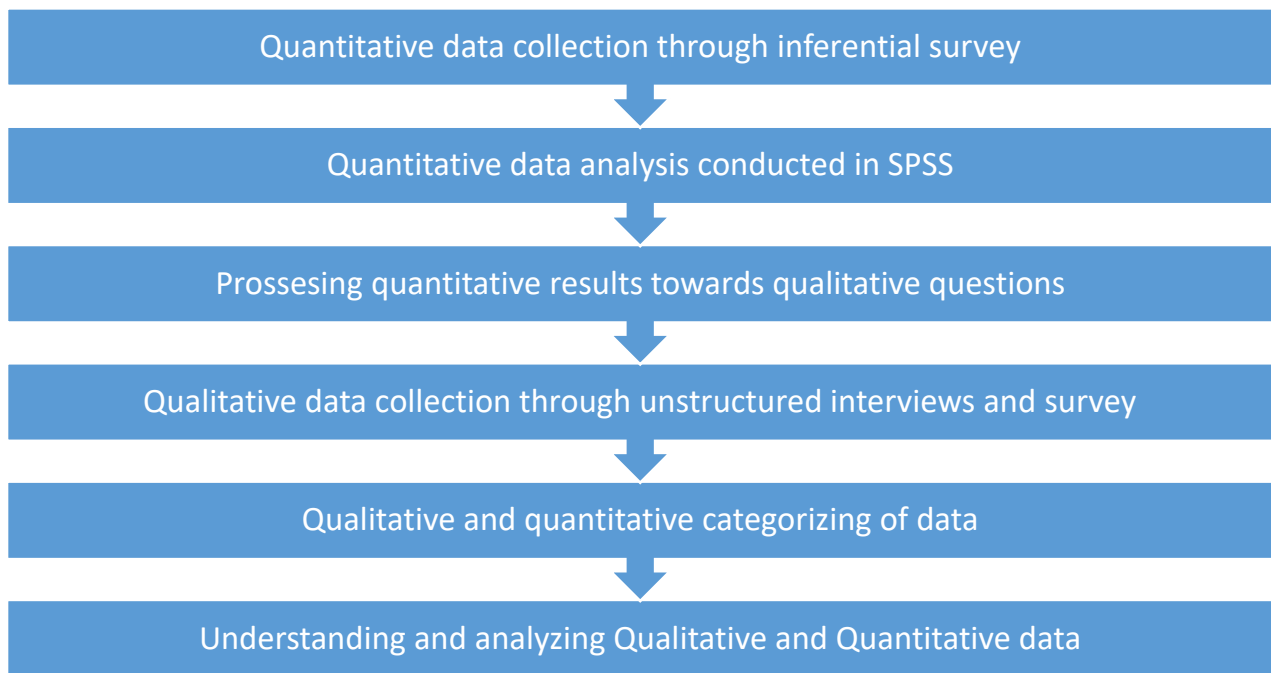 Quantitative data collection through inferential survey
Quantitative data analysis conducted in SPSS
Prossesing quantitative results towards qualitative questions
Qualitative data collection through unstructured interviews and survey
Qualitative and quantitative categorizing of data
Understanding and analyzing Qualitative and Quantitative data